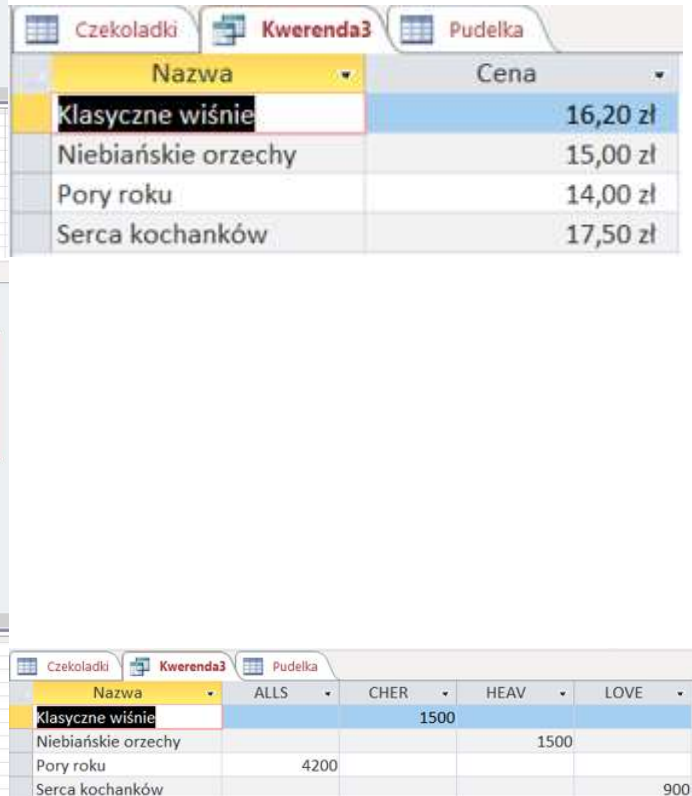 Czekoladki Kwerenda3 Pudelka
Nazwa Cena
Klasyczne wiśnie 16,20 zł
Niebiańskie orzechy 15,00 zł
Pory roku 14,00 zł
Serca kochanków 17,50 zł
Czekoladki Kwerenda3 Pudelka
Nazwa ALLS CHER HEAV LOVE
Klasyczne wiśnie 1500
Niebiańskie orzechy 1500
Pory roku 4200
Serca kochanków 900